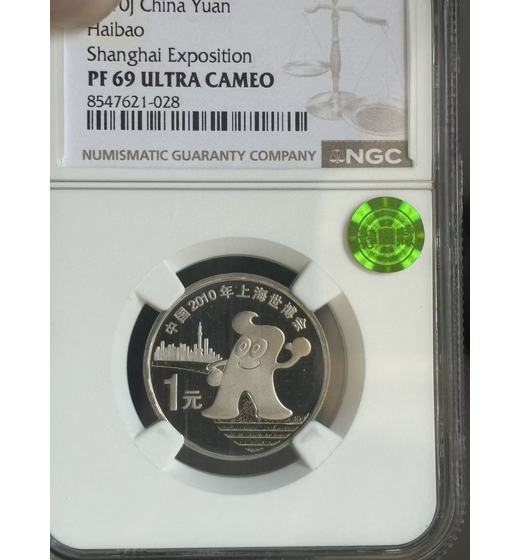 China Yuan
Haibao
Shanghai Exposition
PF 69 ULTRA CAMEO
8547621-028
NUMISMATIC GUARANTY COMPANY NGC
中国2010年上海世博会
1元